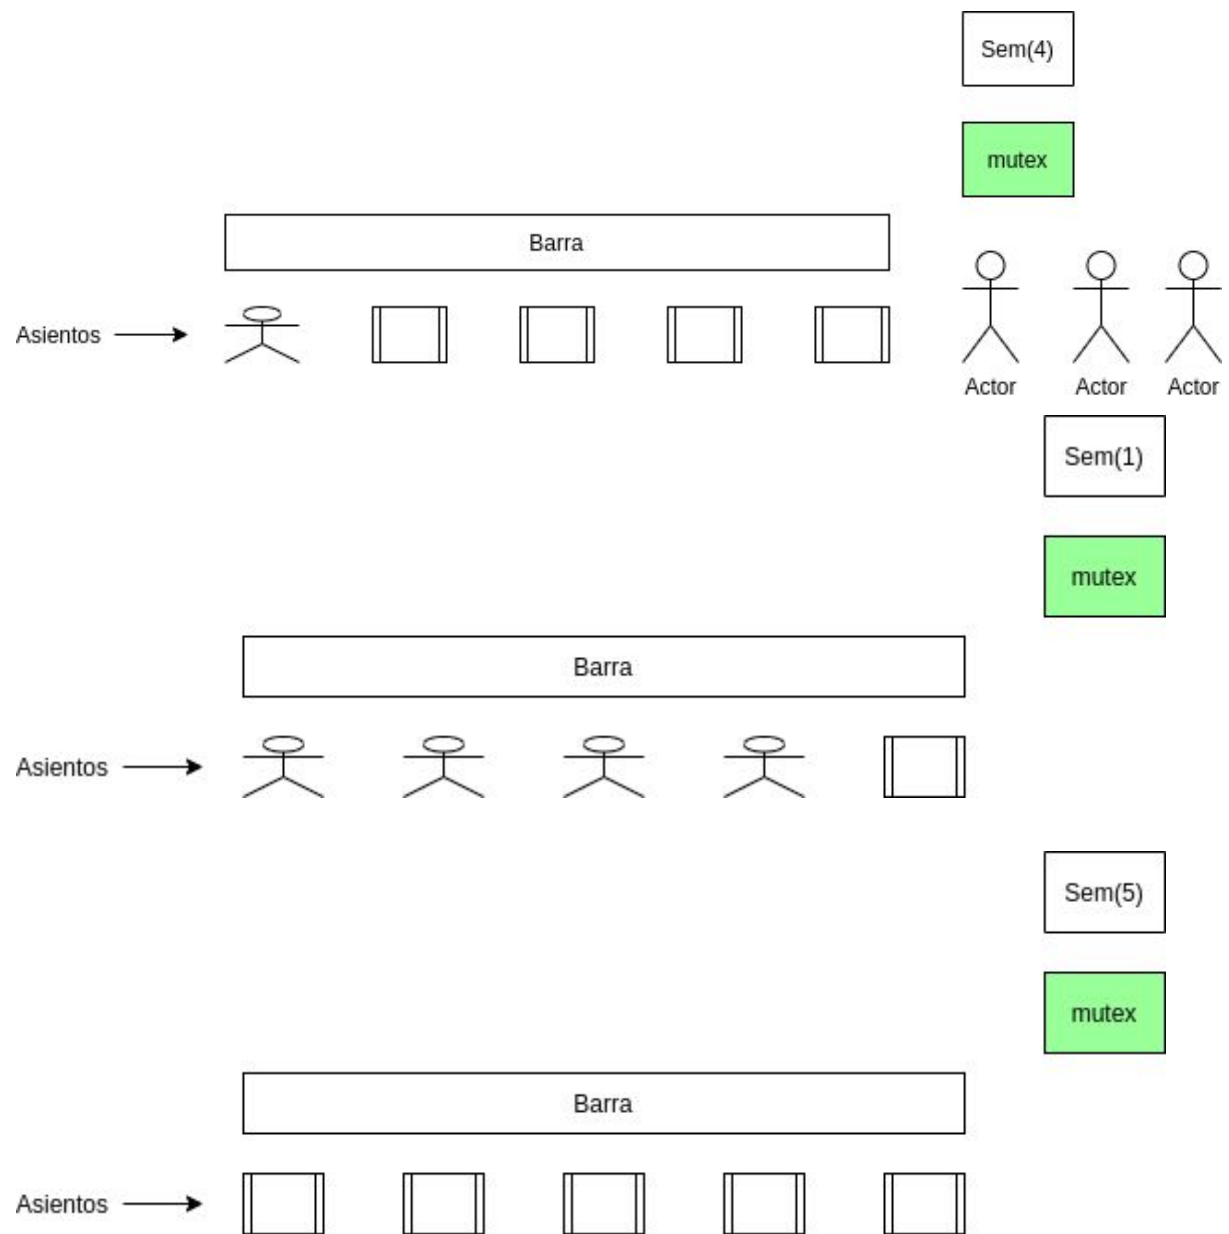 Sem(4)
mutex
Barra
Asientos
Actor
Actor
Actor
Sem(1)
mutex
Barra
Asientos
Sem(5)
mutex
Barra
Asientos